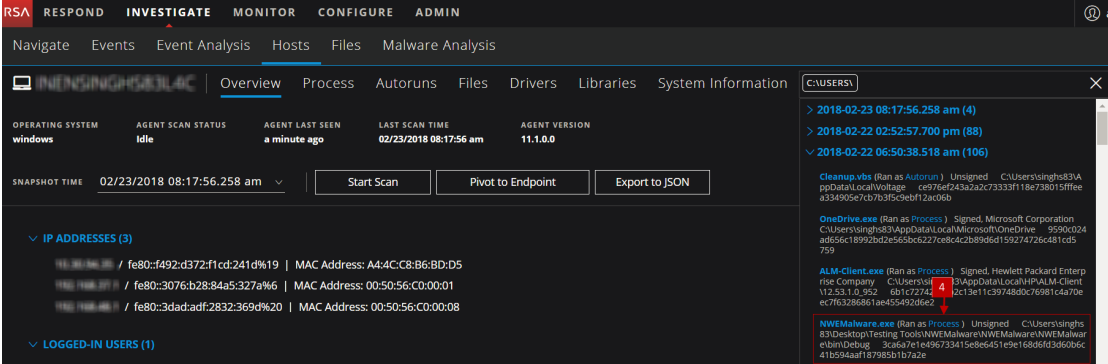 RSA RESPOND INVESTIGATE MONITOR CONFIGURE ADMIN
Navigate Events Event Analysis Hosts Files Malware Analysis
Overview Process Autoruns Files Drivers Libraries System Information
C:\USERS\
OPERATING SYSTEM AGENT SCAN STATUS AGENT LAST SEEN LAST SCAN TIME AGENT VERSION
windows Idle a minute ago 02/23/2018 08:17:56 am 11.1.0.0
SNAPSHOT TIME 02/23/2018 08:17:56.258 am Start Scan Pivot to Endpoint Export to JSON
IP ADDRESSES (3)
/ fe80::f492:d372:f1cd:241d%19 | MAC Address: A4:4C:C8:B6:BD:D5
/ fe80::3076:b28:84a5:327a%6 | MAC Address: 00:50:56:C0:00:01
/ fe80::3dad:adf:2832:369d%20 | MAC Address: 00:50:56:C0:00:08
LOGGED-IN USERS (1)
2018-02-23 08:17:56.258 am (4)
2018-02-22 02:52:57.700 pm (88)
2018-02-22 06:50:38.518 am (106)
Cleanup.vbs (Ran as Autorun ) Unsigned C:\Users\singhs83\A
ppData\Local\Voltage ce976ef243a2a2c73333f118e738015fffee
a334905e7cb7b3f5c9ebf12ac06b
OneDrive.exe (Ran as Process ) Signed, Microsoft Corporation
C:\Users\singhs83\AppData\Local\Microsoft\OneDrive 9590c024
ad656c18992bd2e565bc6227ce8c4c2b89d6d159274726c481cd5
759
ALM-Client.exe (Ran as Process ) Signed, Hewlett Packard Enterp
rise Company 83\AppData\Local\HP\ALM-Client
\12.53.1.0_952 2c13e11c39748d0c76981c4a70e
ec7f63286861ae455492d6e2
4
NWEMalware.exe (Ran as Process ) Unsigned C:\Users\singhs
83\Desktop\Testing Tools\NWEMalware\NWEMalware\NWEMalwar
e\bin\Debug 3ca6a7e1e496733415e8e6451e9e168d6fd3d60b6c
41b594aaf187985b1b7a2e